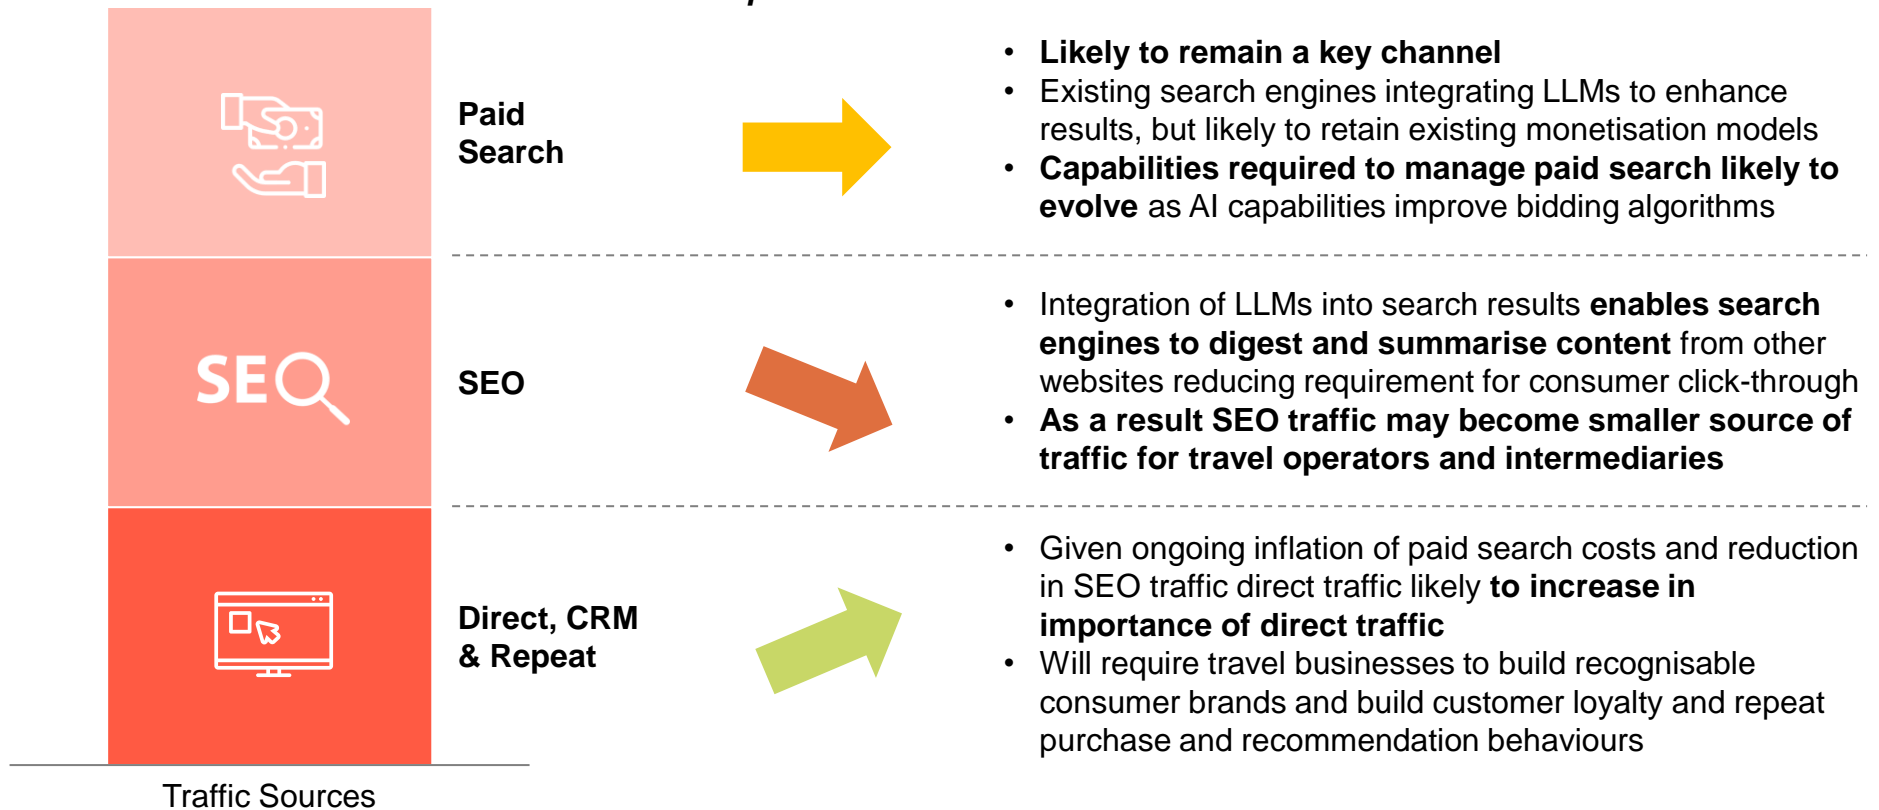 Paid
Search
• Likely to remain a key channel
• Existing search engines integrating LLMs to enhance
results, but likely to retain existing monetisation models
• Capabilities required to manage paid search likely to
evolve as AI capabilities improve bidding algorithms
SEO
SEO
• Integration of LLMs into search results enables search
engines to digest and summarise content from other
websites reducing requirement for consumer click-through
• As a result SEO traffic may become smaller source of
traffic for travel operators and intermediaries
Direct, CRM
& Repeat
• Given ongoing inflation of paid search costs and reduction
in SEO traffic direct traffic likely to increase in
importance of direct traffic
• Will require travel businesses to build recognisable
consumer brands and build customer loyalty and repeat
purchase and recommendation behaviours
Traffic Sources